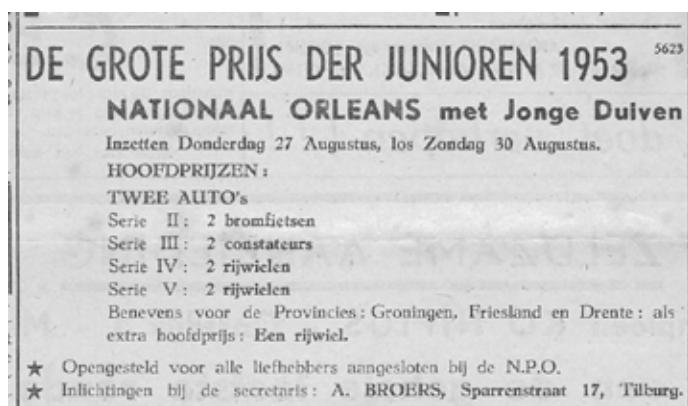 DE GROTE PRIJS DER JUNIOREN 1953 5623
NATIONAAL ORLEANS met Jonge Duiven
Inzetten Donderdag 27 Augustus, los Zondag 30 Augustus.
HOOFDPRIJZEN:
TWEE AUTO's
Serie II: 2 bromfietsen
Serie III: 2 constateurs
Serie IV: 2 rijwielen
Serie V: 2 rijwielen
Benevens voor de Provincies: Groningen, Friesland en Drente: als
extra hoofdprijs: Een rijwiel.
★ Opengesteld voor alle liefhebbers aangesloten bij de N.P.O.
★ Inlichtingen bij de secretaris: A. BROERS, Sparrenstraat 17, Tilburg.